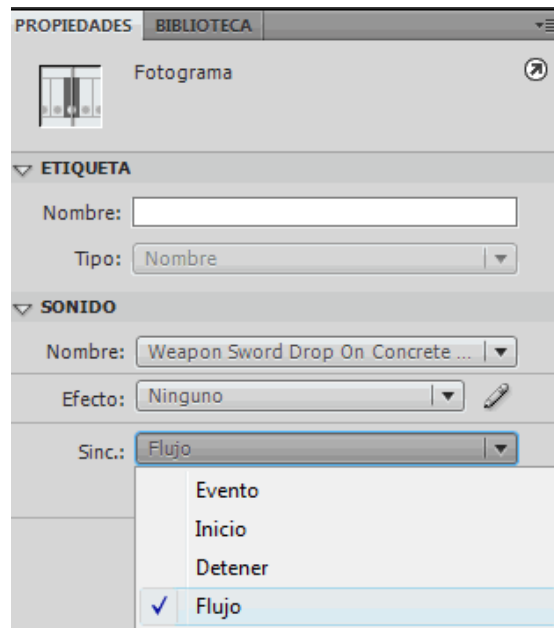 PROPIEDADES BIBLIOTECA
Fotograma
ETIQUETA
Nombre:
Tipo: Nombre
SONIDO
Nombre: Weapon Sword Drop On Concrete ...
Efecto: Ninguno
Sinc.: Flujo
Evento
Inicio
Detener
Flujo